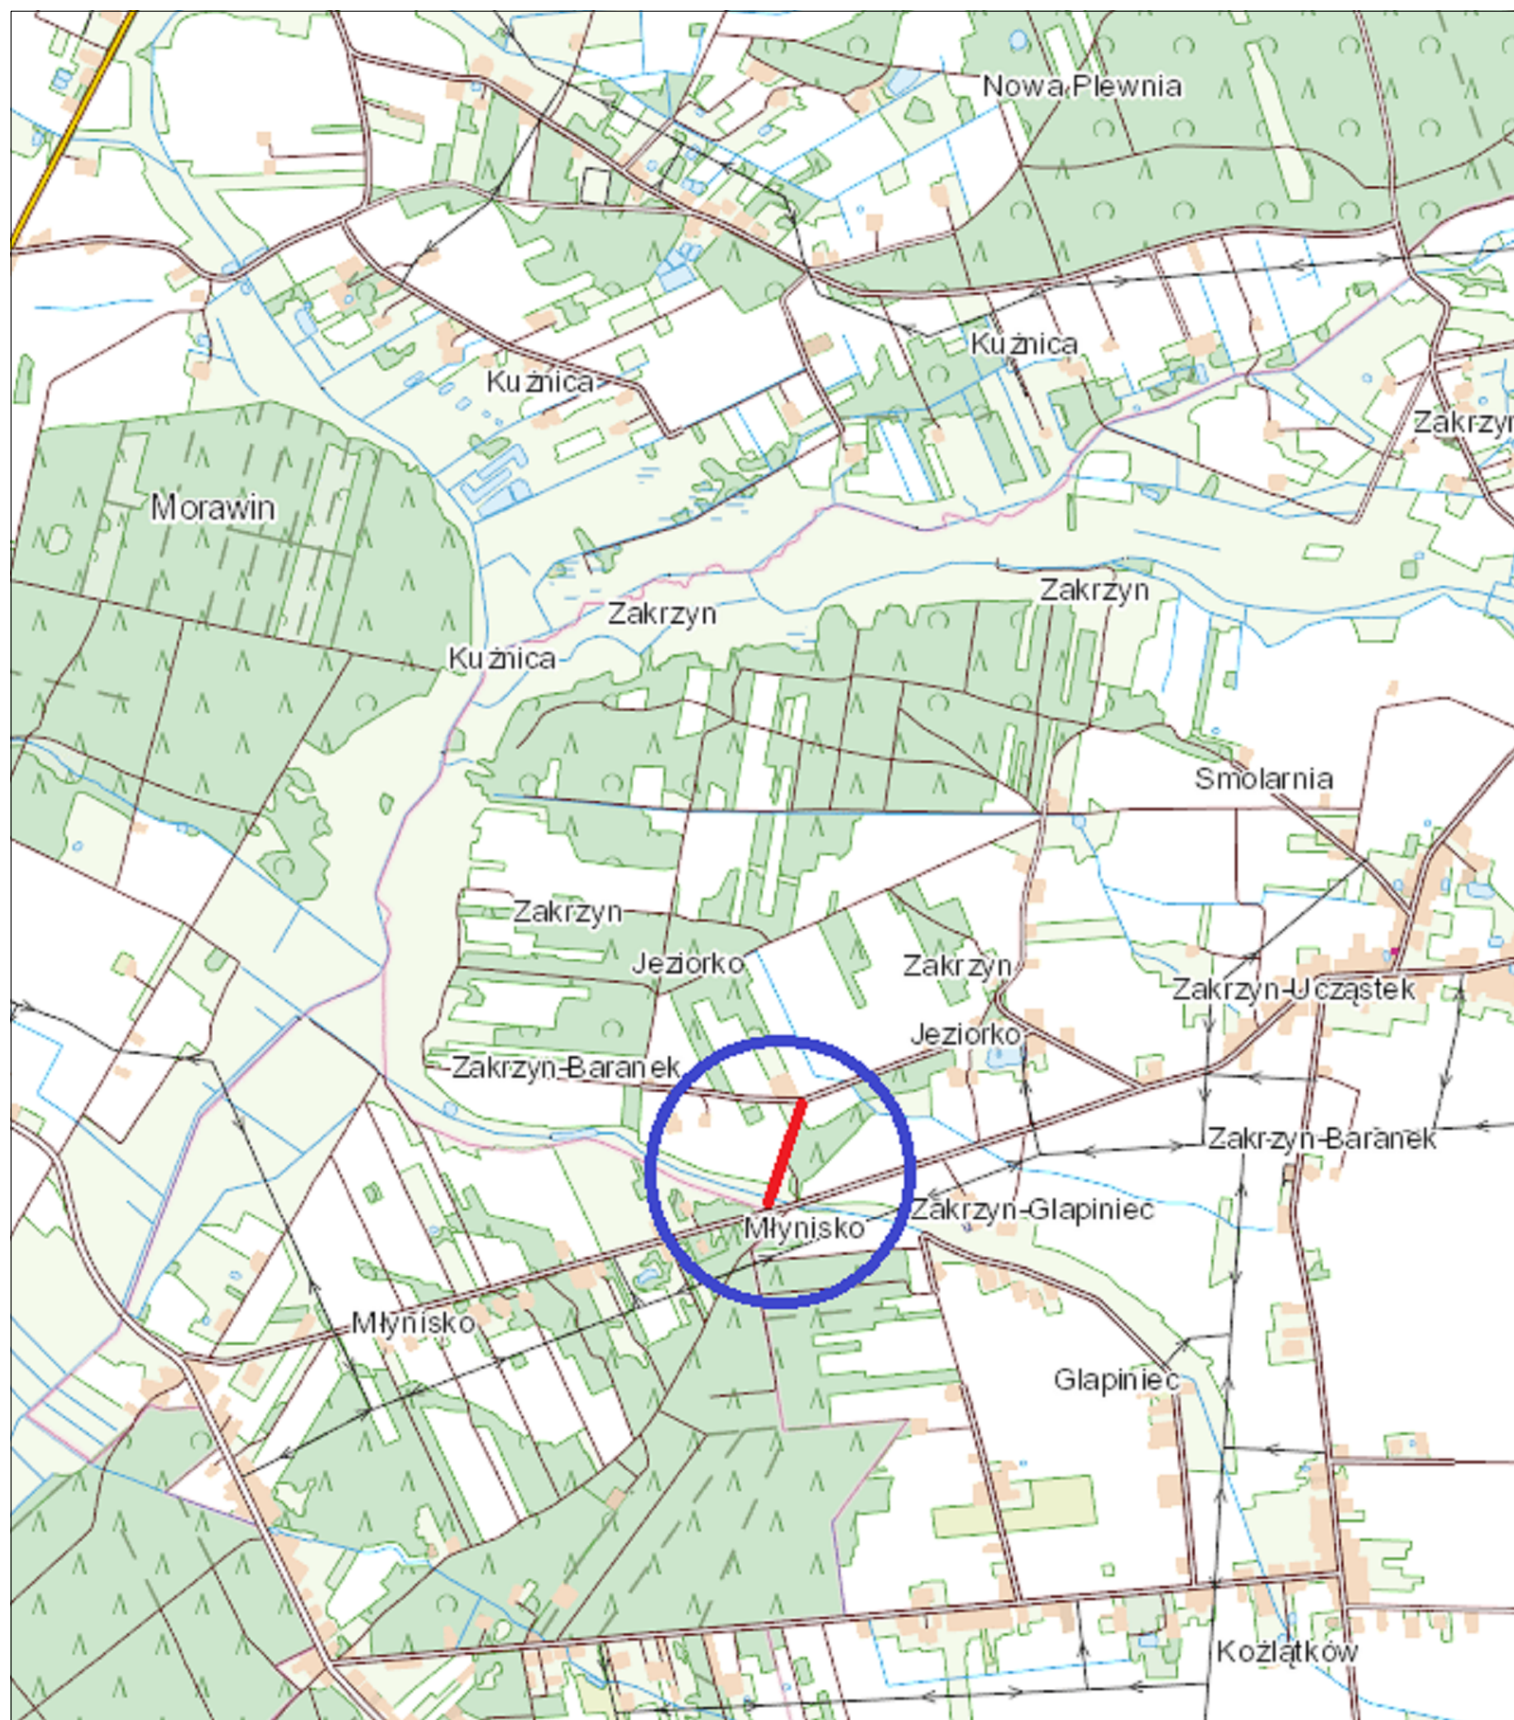 Nowa Plewnia
Kuźnica
Kuźnica
Zakrzyn
Morawin
Zakrzyn
Zakrzyn
Kuźnica
Smolarnia
Zakrzyn
Jeziorko
Zakrzyn
Zakrzyn-Ucząstek
Jeziorko
Zakrzyn-Baranek
Zakrzyn-Baranek
Zakrzyn-Glapiniec
Młynisko
Młynisko
Glapiniec
Koźlątków